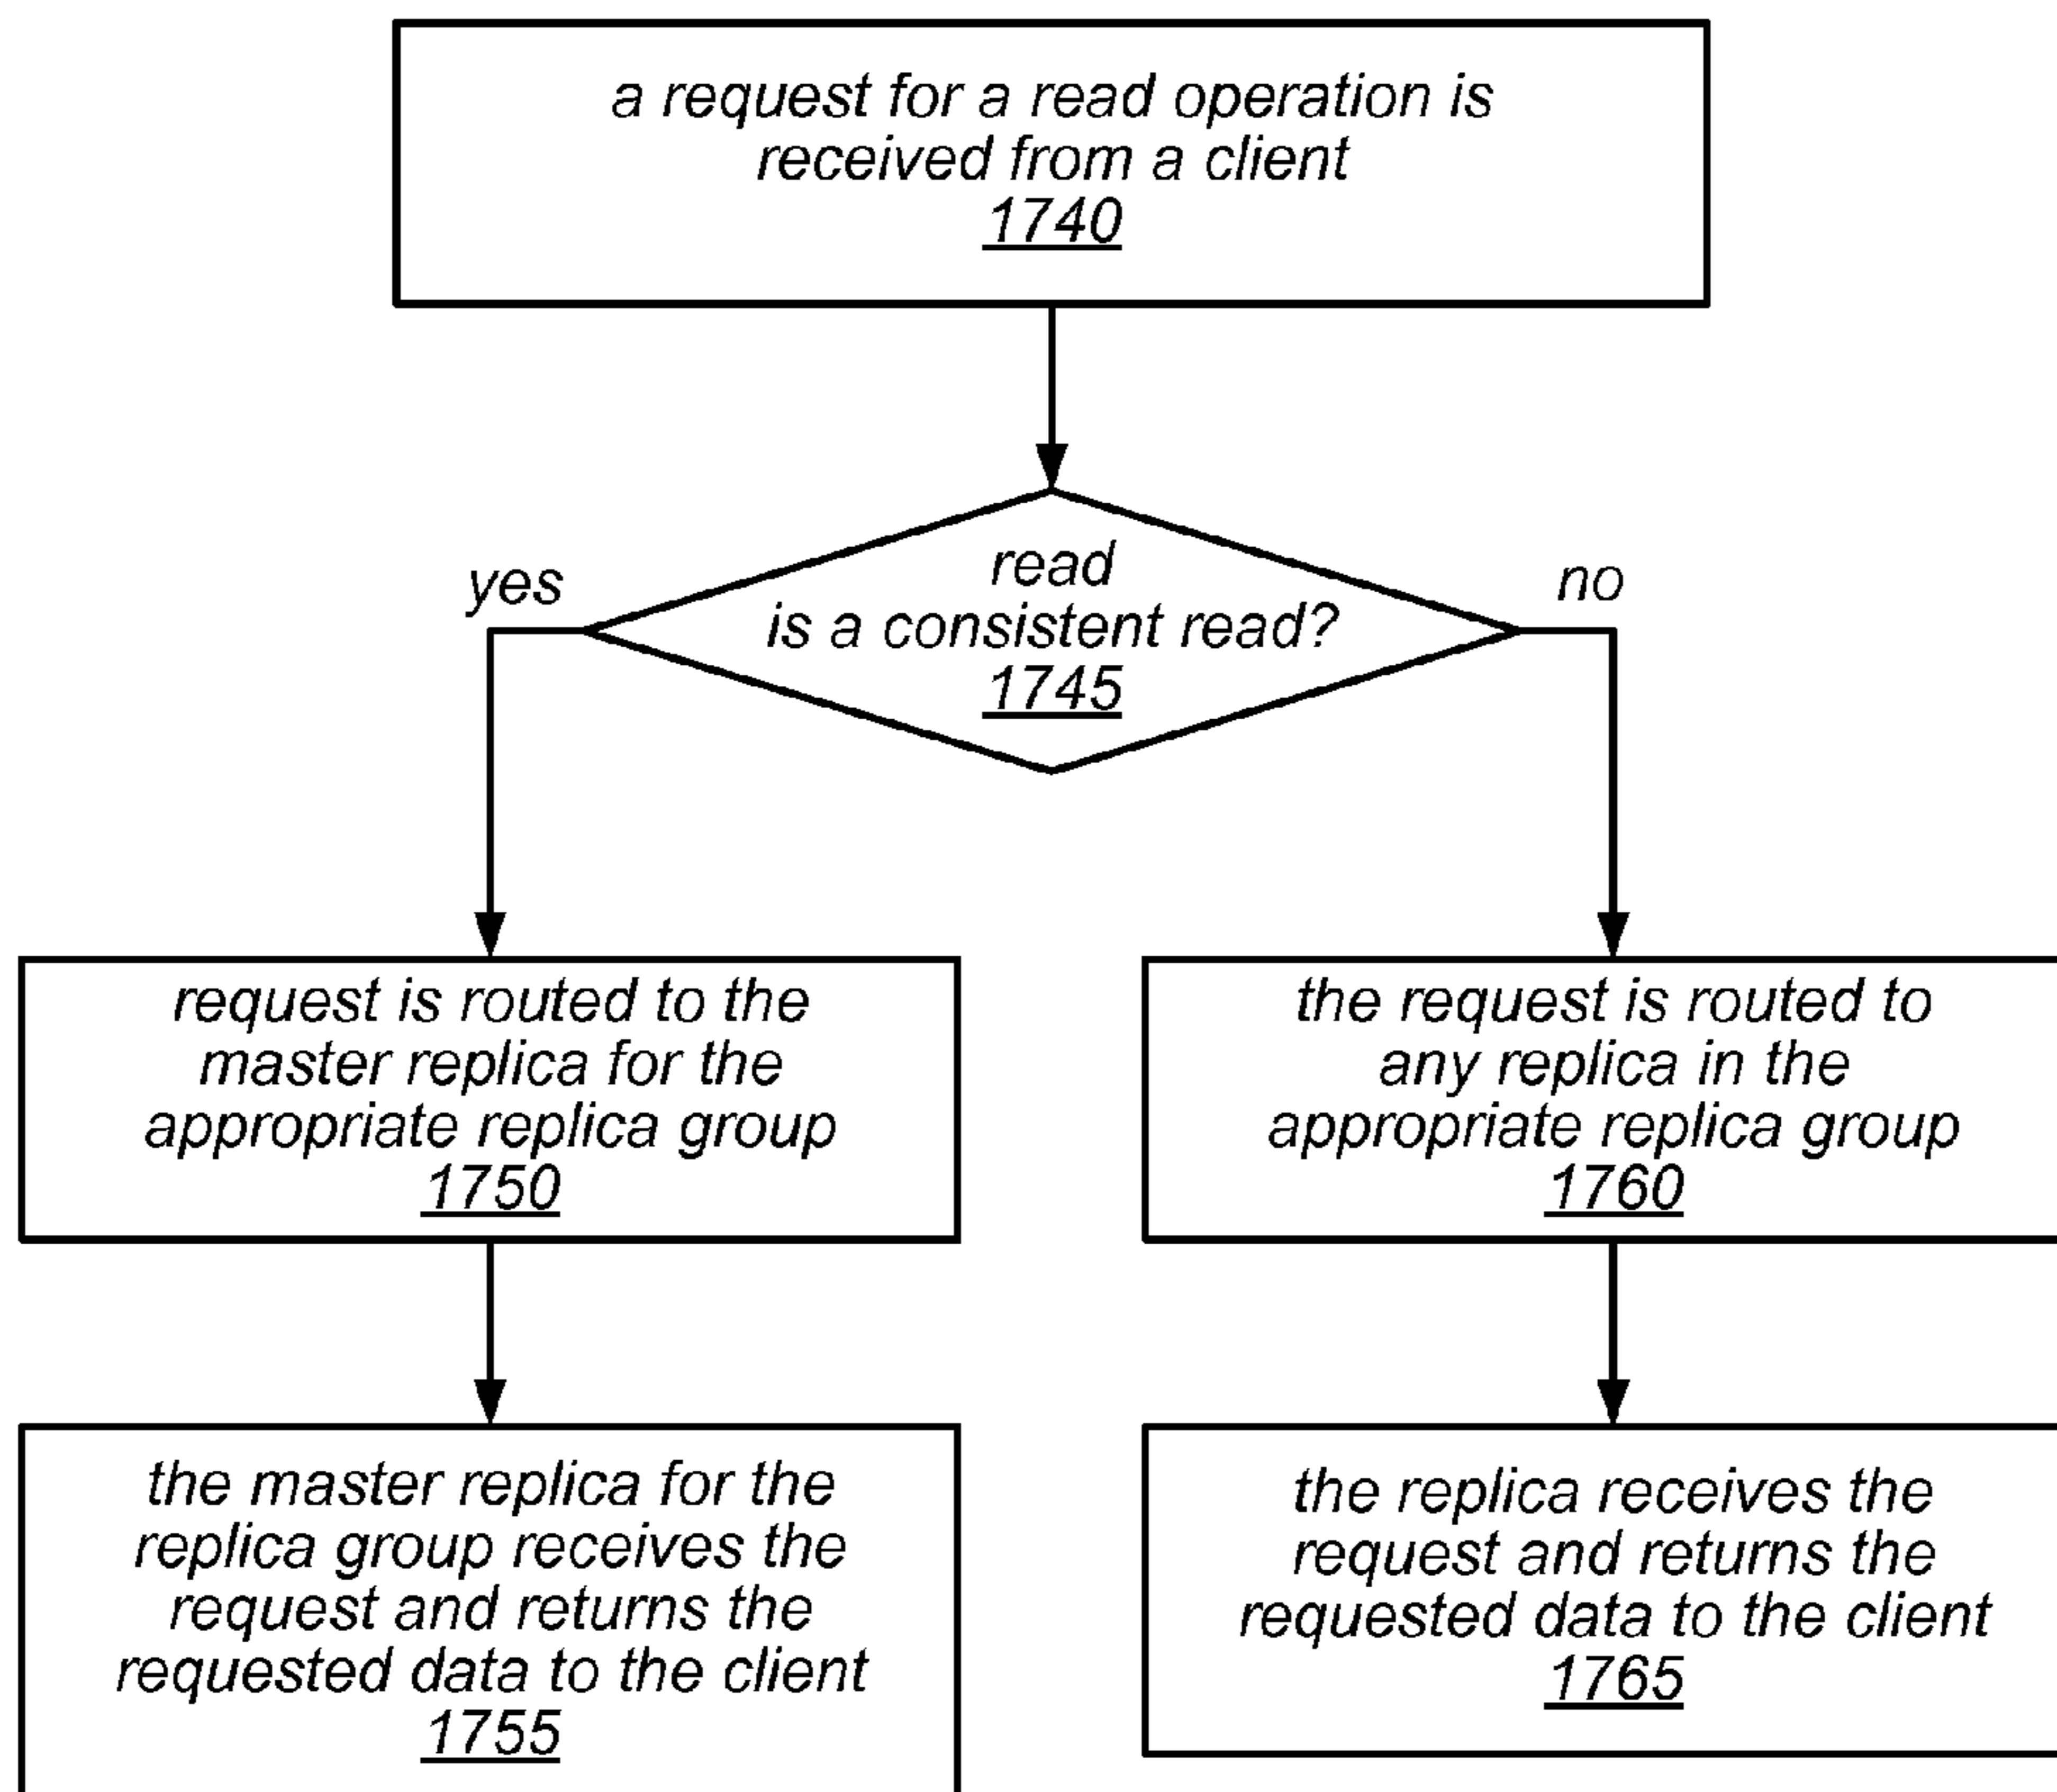 a request for a read operation is
received from a client
1740
yes
read
is a consistent read?
1745
no
request is routed to the
master replica for the
appropriate replica group
1750
the request is routed to
any replica in the
appropriate replica group
1760
the master replica for the
replica group receives the
request and returns the
requested data to the client
1755
the replica receives the
request and returns the
requested data to the client
1765